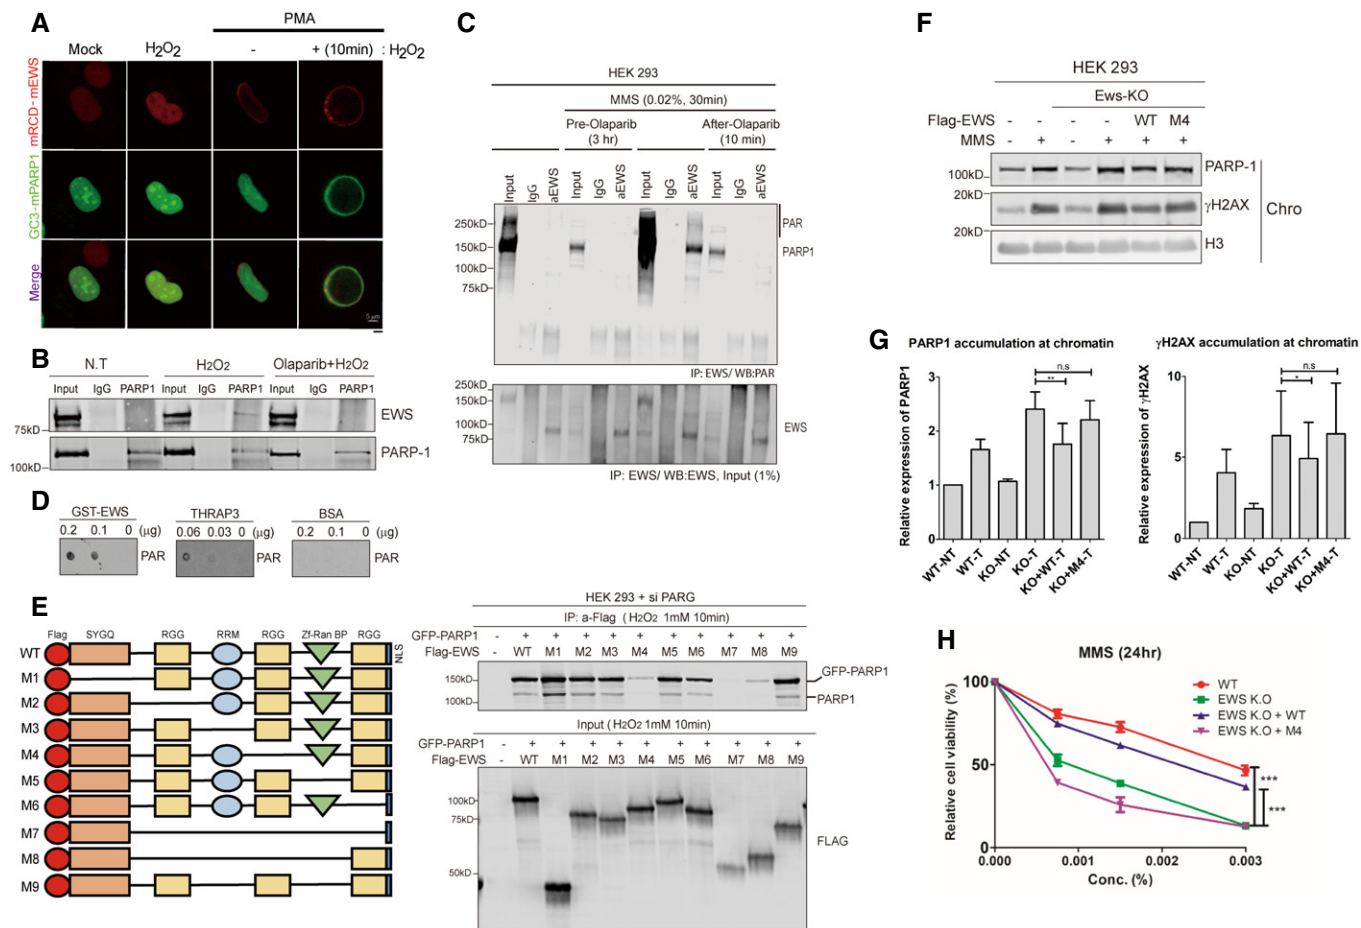 A
PMA
Mock H2O2 - + (10min) : H2O2
mRCD-mEWS
GC3-mPARP1
Merge
5 μm
B
N.T H2O2 Olaparib+H2O2
Input IgG PARP1 Input IgG PARP1 Input IgG PARP1
EWS
75kD
PARP-1
100kD
C
HEK 293
MMS (0.02%, 30min)
Pre-Olaparib (3 hr) After-Olaparib (10 min)
Input IgG aEWS Input IgG aEWS Input IgG aEWS Input IgG aEWS
250kD PAR
150kD PARP1
100kD
75kD
IP: EWS/ WB:PAR
250kD
150kD
100kD EWS
75kD
IP: EWS/ WB:EWS, Input (1%)
D
GST-EWS THRAP3 BSA
0.2 0.1 0 (μg) 0.06 0.03 0 (μg) 0.2 0.1 0 (μg)
PAR PAR PAR
E
Flag SYGQ RGG RRM RGG Zf-Ran BP RGG
NLS
WT
M1
M2
M3
M4
M5
M6
M7
M8
M9
HEK 293 + si PARG
IP: a-Flag ( H2O2 1mM 10min)
GFP-PARP1 - + + + + + + + + + +
Flag-EWS - WT M1 M2 M3 M4 M5 M6 M7 M8 M9
150kD GFP-PARP1
100kD PARP1
Input ( H2O2 1mM 10min)
GFP-PARP1 - + + + + + + + + + +
Flag-EWS - WT M1 M2 M3 M4 M5 M6 M7 M8 M9
100kD
75kD
FLAG
50kD
F
HEK 293
Ews-KO
Flag-EWS - - - - WT M4
MMS - + - + + +
100kD PARP-1
20kD
γH2AX
20kD
H3
Chro
G
PARP1 accumulation at chromatin
Relative expression of PARP1
3
2
1
0
n.s
**
WT-NT WT-T KO-NT KO-T KO+WT-T KO+M4-T
γH2AX accumulation at chromatin
Relative expression of γH2AX
10
5
0
n.s
*
WT-NT WT-T KO-NT KO-T KO+WT-T KO+M4-T
H
MMS (24hr)
Relative cell viability (%)
100
50
0
WT
EWS K.O
EWS K.O + WT
EWS K.O + M4
***
***
0.000 0.001 0.002 0.003
Conc. (%)